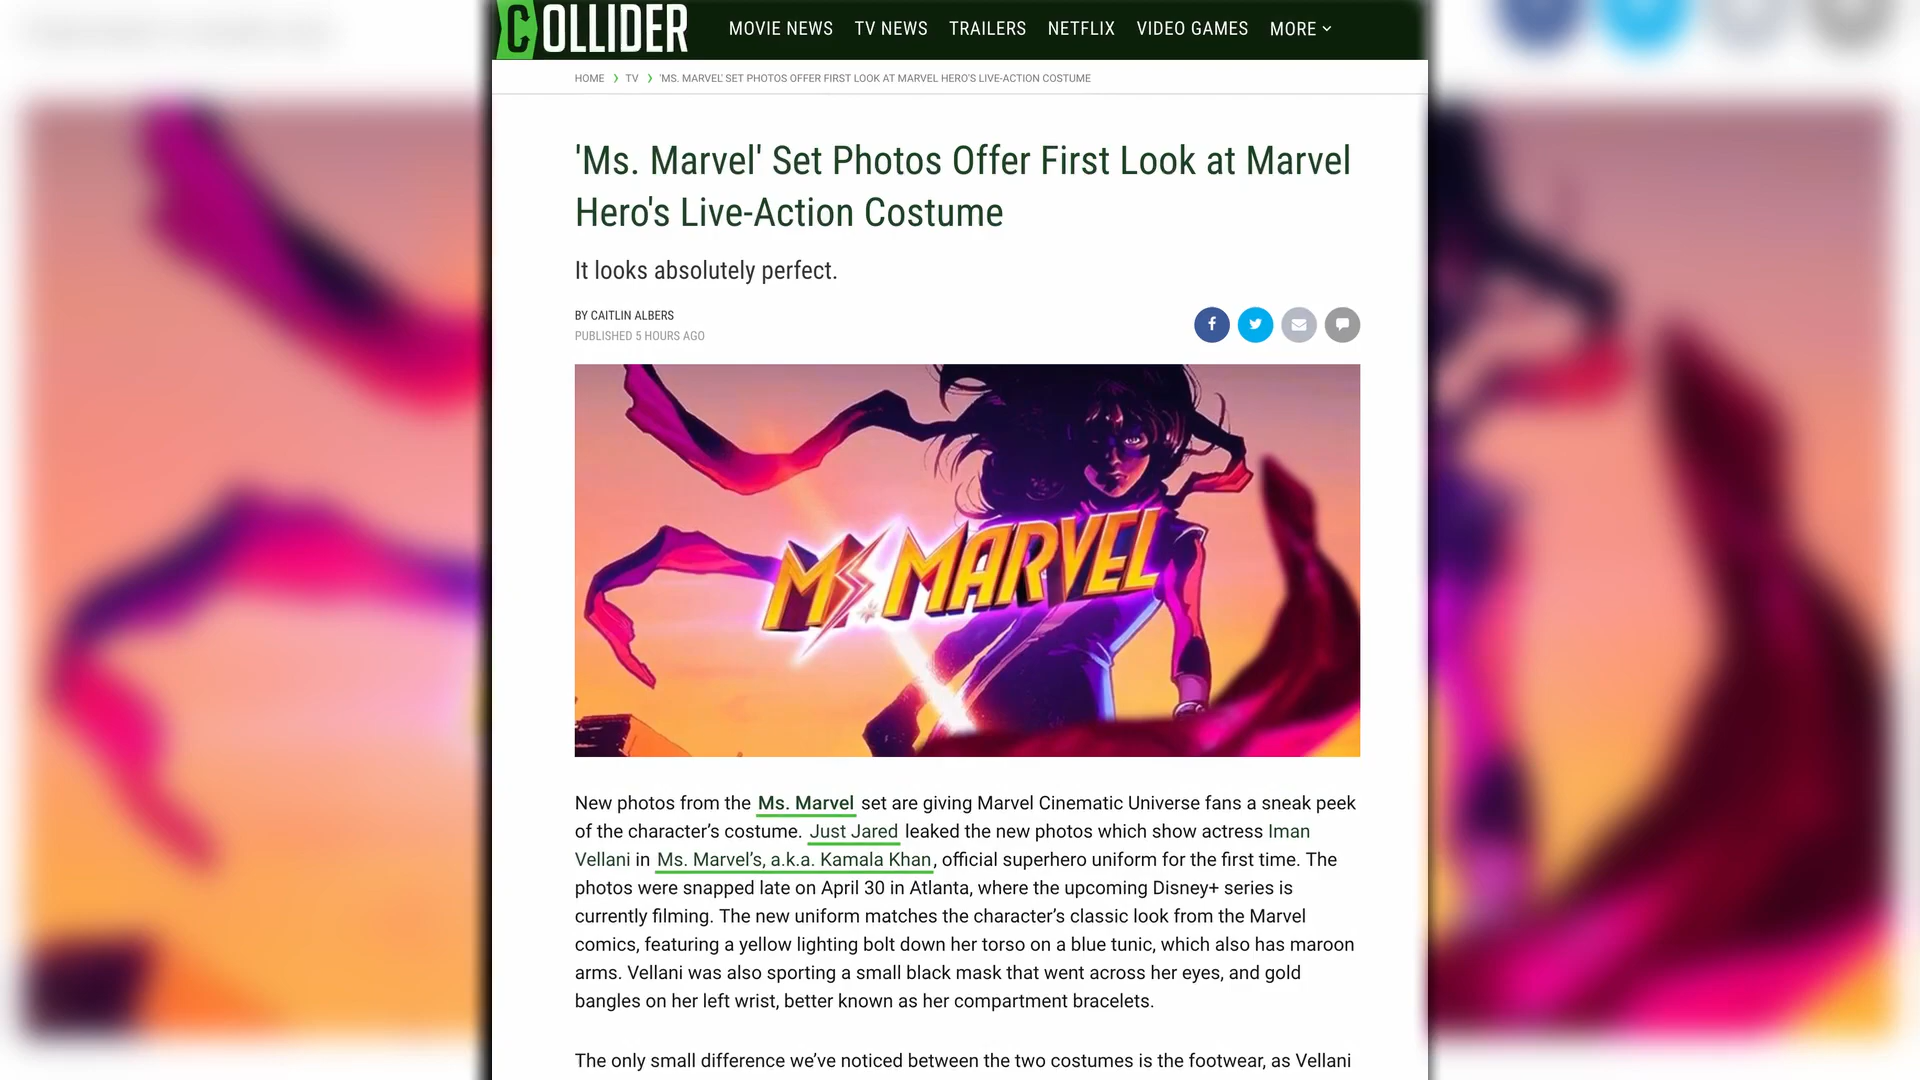 COLLIDER MOVIE NEWS TV NEWS TRAILERS NETFLIX VIDEO GAMES MORE
HOME TV 'MS. MARVEL' SET PHOTOS OFFER FIRST LOOK AT MARVEL HERO'S LIVE-ACTION COSTUME
'Ms. Marvel' Set Photos Offer First Look at Marvel
Hero's Live-Action Costume
It looks absolutely perfect.
BY CAITLIN ALBERS
PUBLISHED 5 HOURS AGO
MS. MARVEL
New photos from the Ms. Marvel set are giving Marvel Cinematic Universe fans a sneak peek
of the character's costume. Just Jared leaked the new photos which show actress Iman
Vellani in Ms. Marvel's, a.k.a. Kamala Khan, official superhero uniform for the first time. The
photos were snapped late on April 30 in Atlanta, where the upcoming Disney+ series is
currently filming. The new uniform matches the character's classic look from the Marvel
comics, featuring a yellow lighting bolt down her torso on a blue tunic, which also has maroon
arms. Vellani was also sporting a small black mask that went across her eyes, and gold
bangles on her left wrist, better known as her compartment bracelets.
The only small difference we've noticed between the two costumes is the footwear, as Vellani